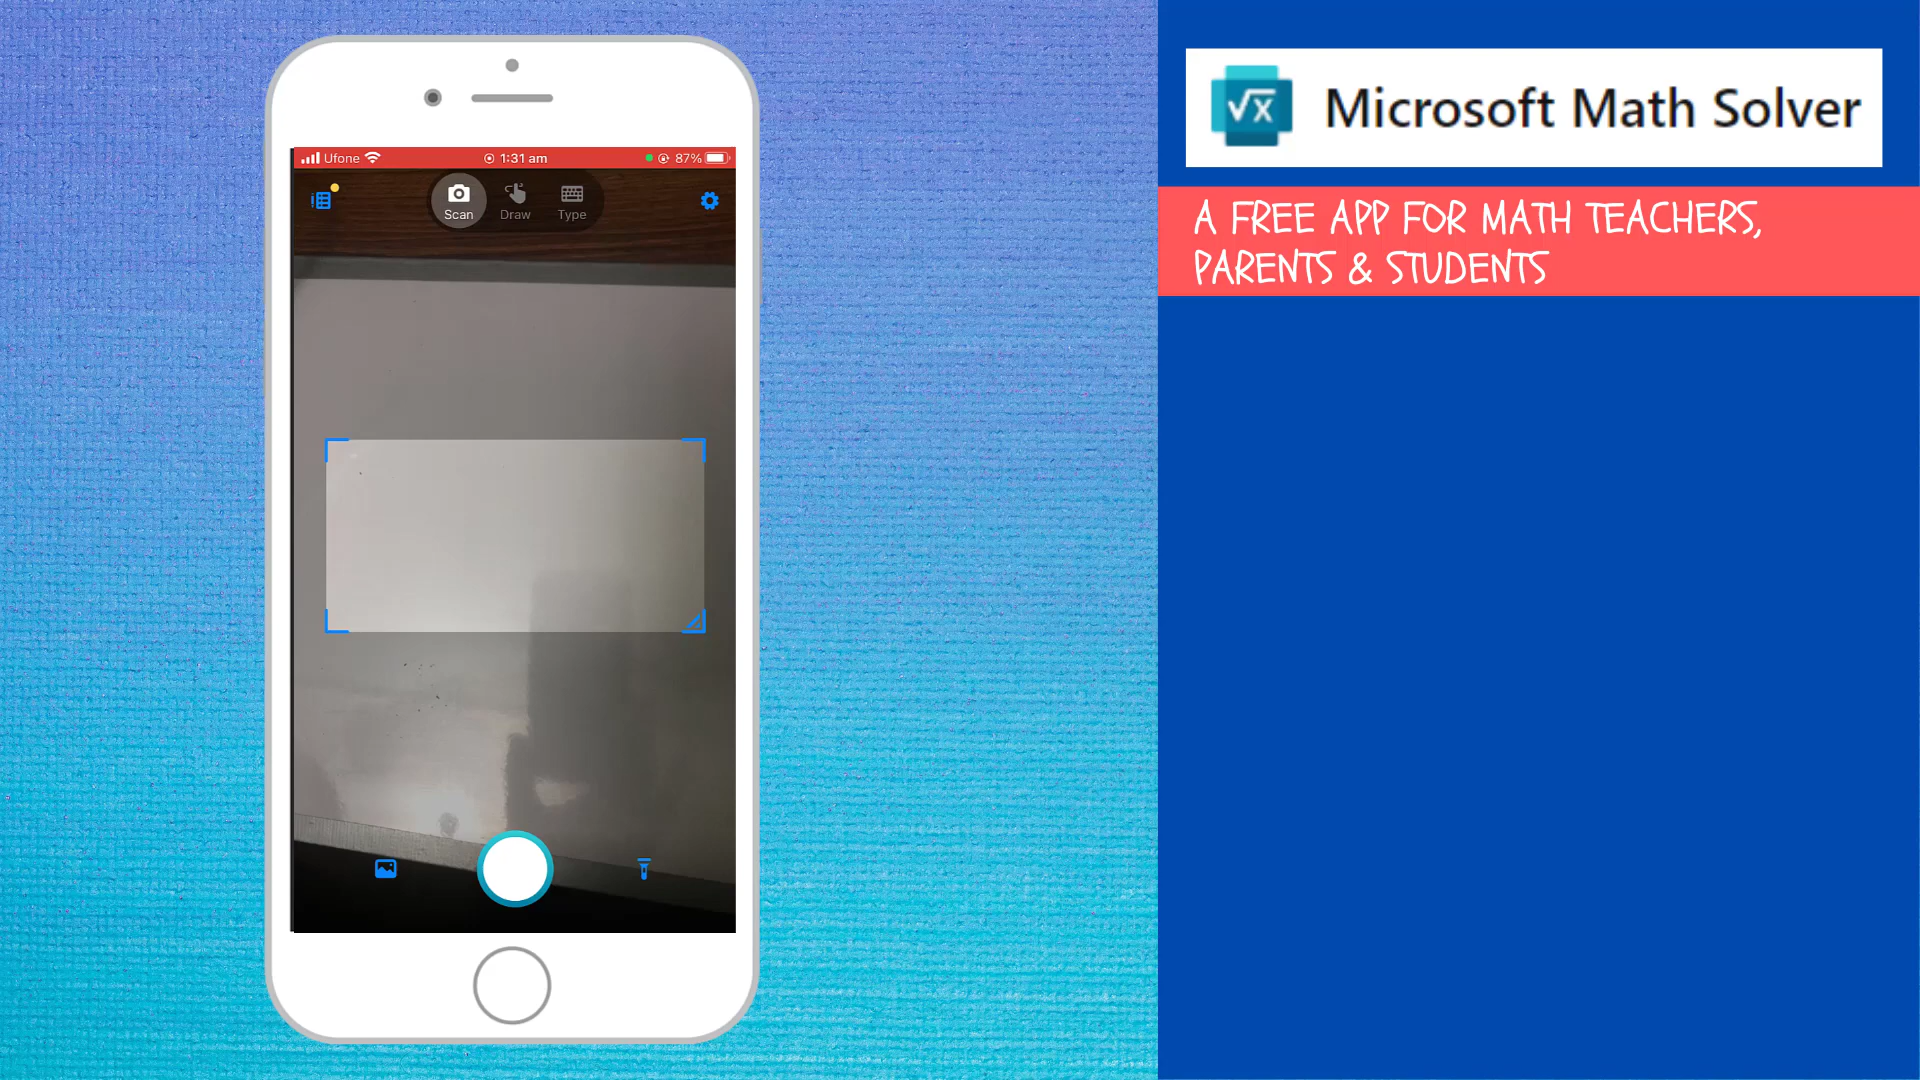 Ufone 1:31 am 87%
Scan Draw Type
√x Microsoft Math Solver
A FREE APP FOR MATH TEACHERS,
PARENTS & STUDENTS